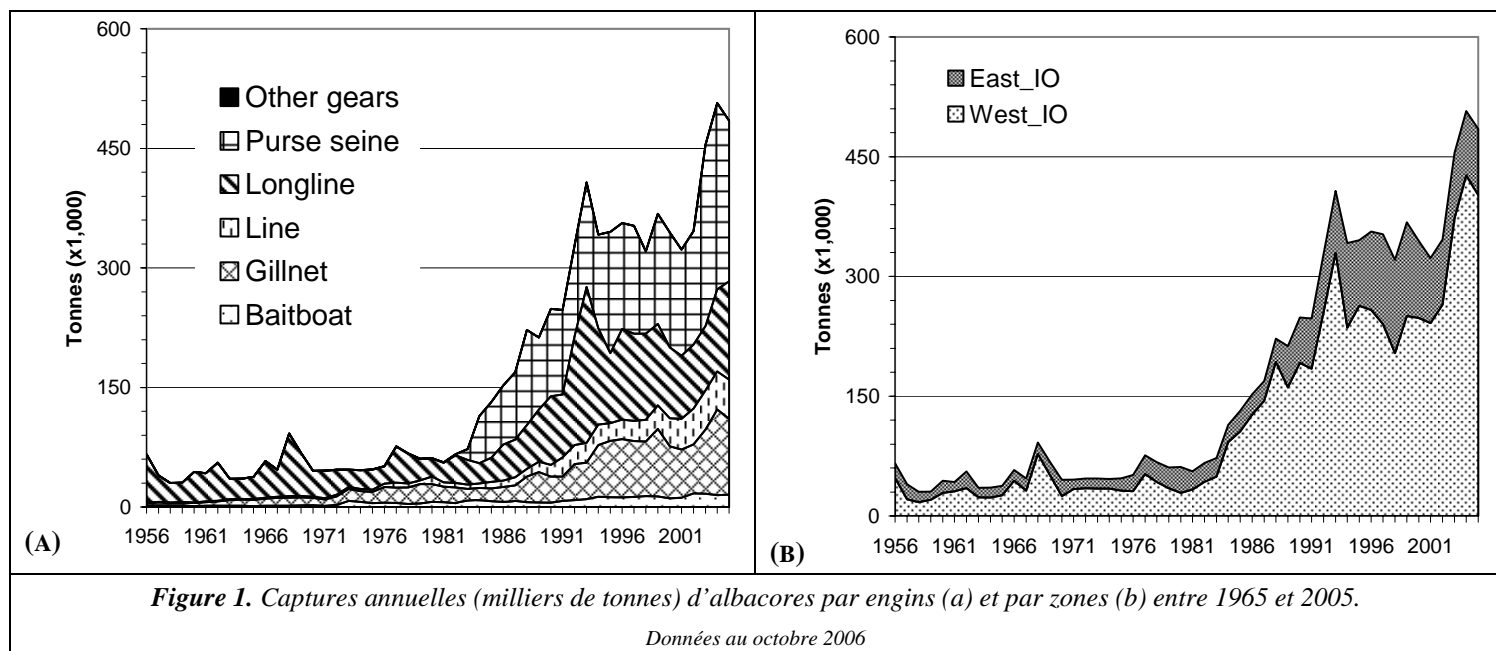 600
450
300
150
0
Tonnes (x1,000)
Other gears
Purse seine
Longline
Line
Gillnet
Baitboat
1956 1961 1966 1971 1976 1981 1986 1991 1996 2001
(A)
600
450
300
150
0
Tonnes (x1,000)
East_IO
West_IO
1956 1961 1966 1971 1976 1981 1986 1991 1996 2001
(B)
Figure 1. Captures annuelles (milliers de tonnes) d'albacores par engins (a) et par zones (b) entre 1965 et 2005.
Données au octobre 2006